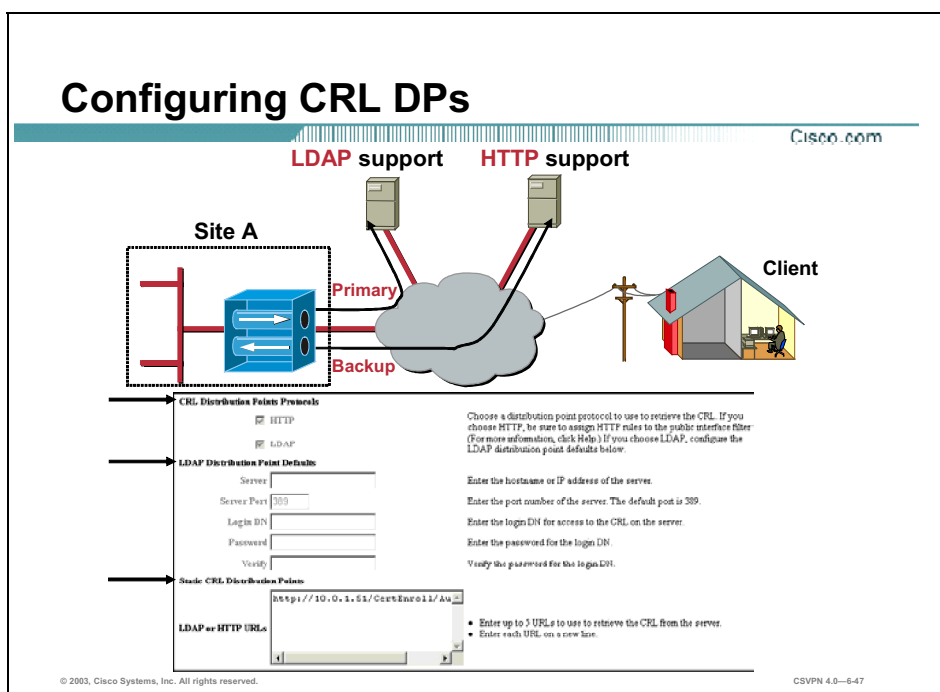 Configuring CRL DPs
Cisco.com
LDAP support
HTTP support
Site A
Client
Primary
Backup
CRL Distribution Points Protocols
HTTP
Choose a distribution point protocol to use to retrieve the CRL. If you
choose HTTP, be sure to assign HTTP rules to the public interface filter
(For more information, click Help.) If you choose LDAP, configure the
LDAP distribution point defaults below.
LDAP
LDAP Distribution Point Defaults
Server
Enter the hostname or IP address of the server.
Server Port 389
Enter the port number of the server. The default port is 389.
Login DN
Enter the login DN for access to the CRL on the server.
Password
Enter the password for the login DN.
Verify
Verify the password for the login DN.
Static CRL Distribution Points
LDAP or HTTP URLs
http://10.0.1.51/CertEnroll/Au
• Enter up to 5 URLs to use to retrieve the CRL from the server.
• Enter each URL on a new line.
© 2003, Cisco Systems, Inc. All rights reserved.
CSVPN 4.0—6-47